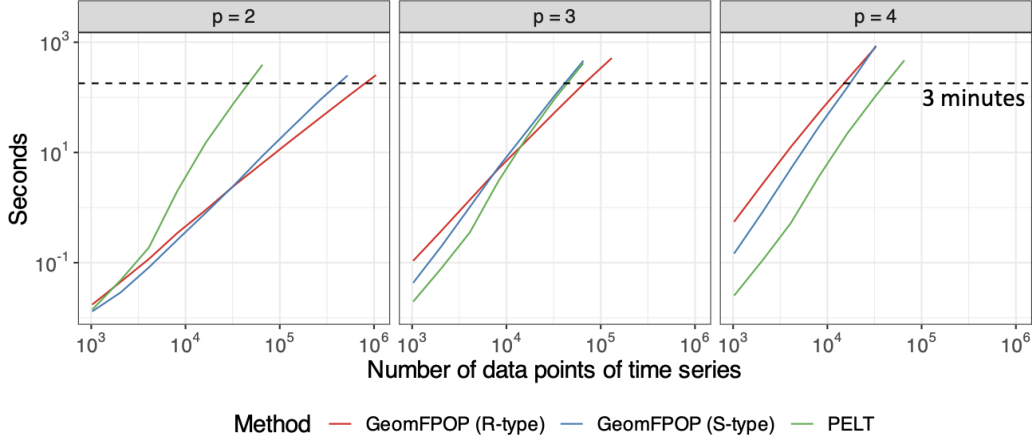 p = 2
p = 3
p = 4
10³
10¹
10⁻¹
Seconds
3 minutes
10³ 10⁴ 10⁵ 10⁶
10³ 10⁴ 10⁵ 10⁶
10³ 10⁴ 10⁵ 10⁶
Number of data points of time series
Method GeomFPOP (R-type) GeomFPOP (S-type) PELT